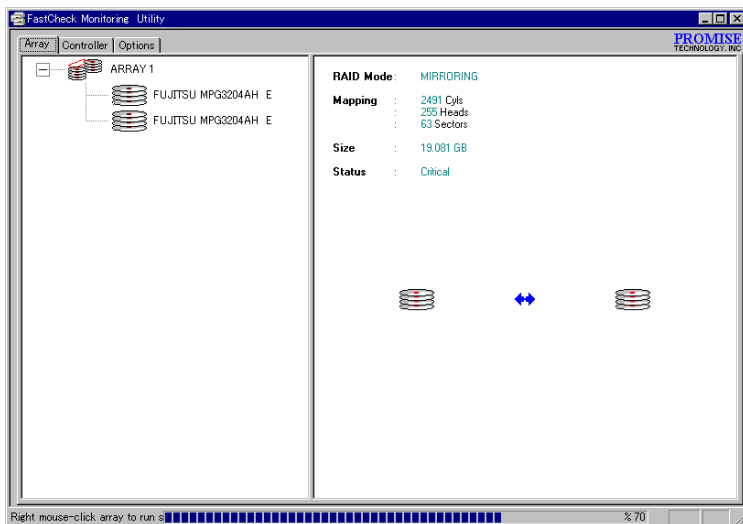 FastCheck Monitoring Utility
Array Controller Options
PROMISE
TECHNOLOGY. INC
ARRAY 1
FUJITSU MPG3204AH E
FUJITSU MPG3204AH E
RAID Mode: MIRRORING
Mapping : 2491 Cyls
: 255 Heads
: 63 Sectors
Size : 19.081 GB
Status : Critical
Right mouse-click array to run s
% 70